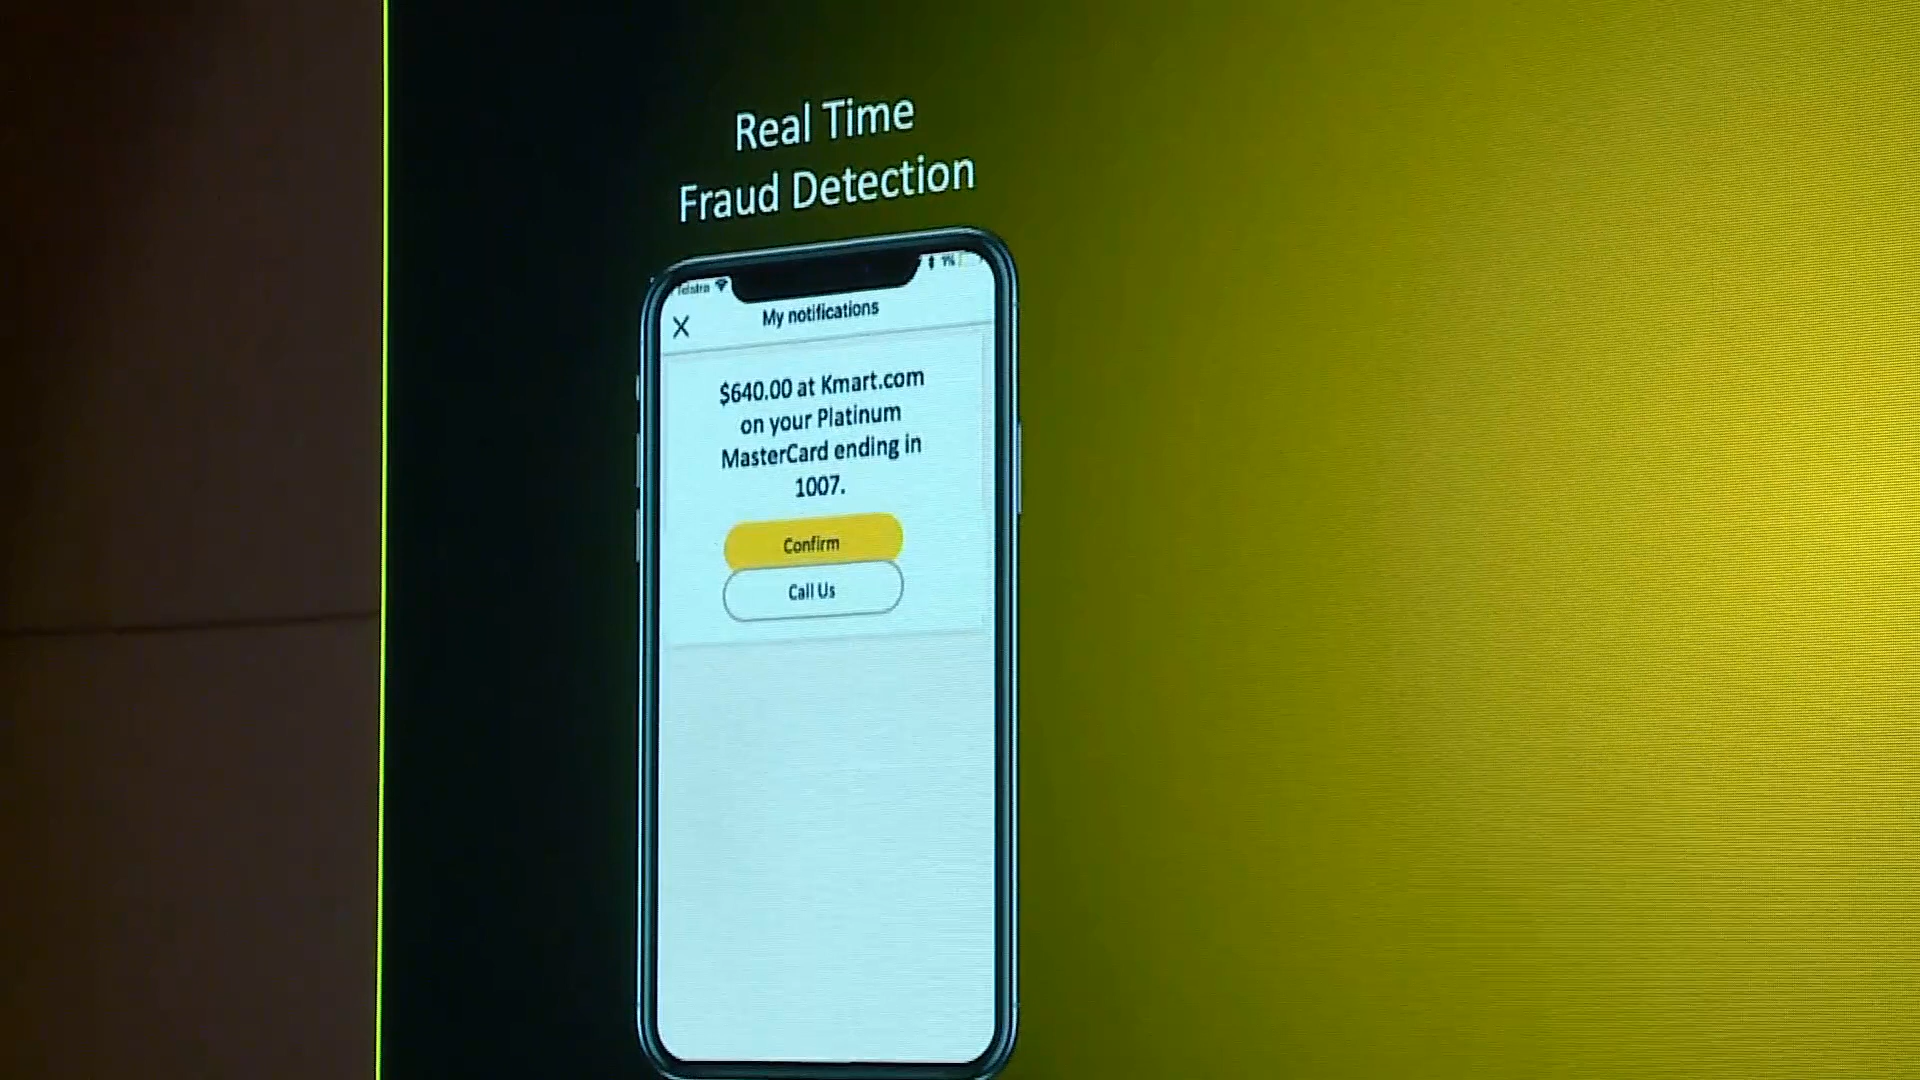 Real Time
Fraud Detection
Telstra
My notifications
$640.00 at Kmart.com
on your Platinum
MasterCard ending in
1007.
Confirm
Call Us